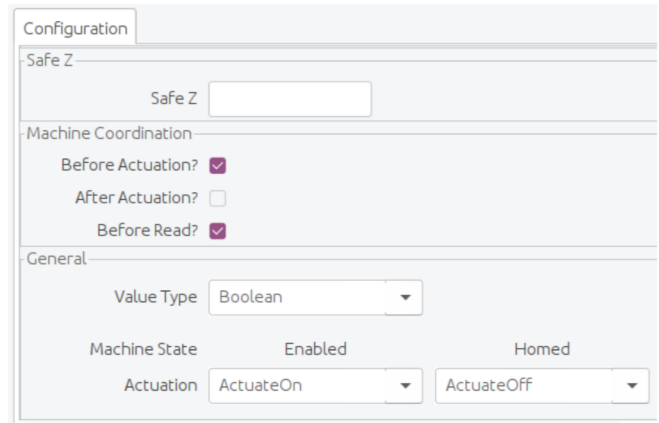 Configuration
Safe Z
Safe Z
Machine Coordination
Before Actuation?
After Actuation?
Before Read?
General
Value Type Boolean
Machine State Enabled Homed
Actuation ActuateOn ActuateOff